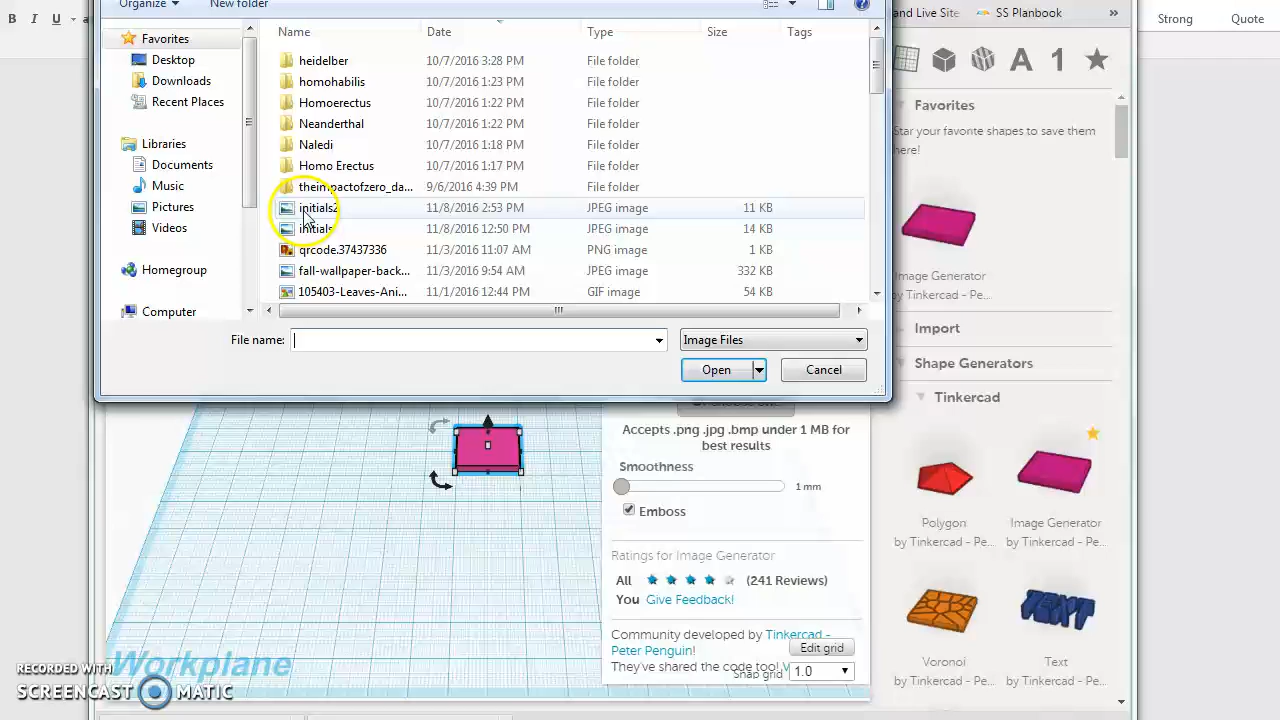 B I U
Organize New folder
and Live Site SS Planbook »
Strong Quote
Name Date Type Size Tags
Favorites
Desktop
Downloads
Recent Places
Libraries
Documents
Music
Pictures
Videos
Homegroup
Computer
heidelber 10/7/2016 3:28 PM File folder
homohabilis 10/7/2016 1:23 PM File folder
Homoerectus 10/7/2016 1:22 PM File folder
Neanderthal 10/7/2016 1:22 PM File folder
Naledi 10/7/2016 1:18 PM File folder
Homo Erectus 10/7/2016 1:17 PM File folder
theimpactofzero_da... 9/6/2016 4:39 PM File folder
initials2 11/8/2016 2:53 PM JPEG image 11 KB
initials 11/8/2016 12:50 PM JPEG image 14 KB
qrcode.37437336 11/3/2016 11:07 AM PNG image 1 KB
fall-wallpaper-back... 11/3/2016 9:54 AM JPEG image 332 KB
105403-Leaves-Ani... 11/1/2016 12:44 PM GIF image 54 KB
File name: Image Files
Open Cancel
A 1
Favorites
Star your favorite shapes to save them
here!
Image Generator
by Tinkercad - Pe...
Import
Shape Generators
Tinkercad
Polygon
by Tinkercad - Pe...
Image Generator
by Tinkercad - Pe...
TEXT
Voronoi
by Tinkercad - Pe...
Text
by Tinkercad - Pe...
Accepts .png .jpg .bmp under 1 MB for
best results
Smoothness
1 mm
Emboss
Ratings for Image Generator
All (241 Reviews)
You Give Feedback!
Community developed by Tinkercad -
Peter Penguin! Edit grid
They've shared the code too!
Snap grid 1.0
Workplane
RECORDED WITH
SCREENCAST MATIC